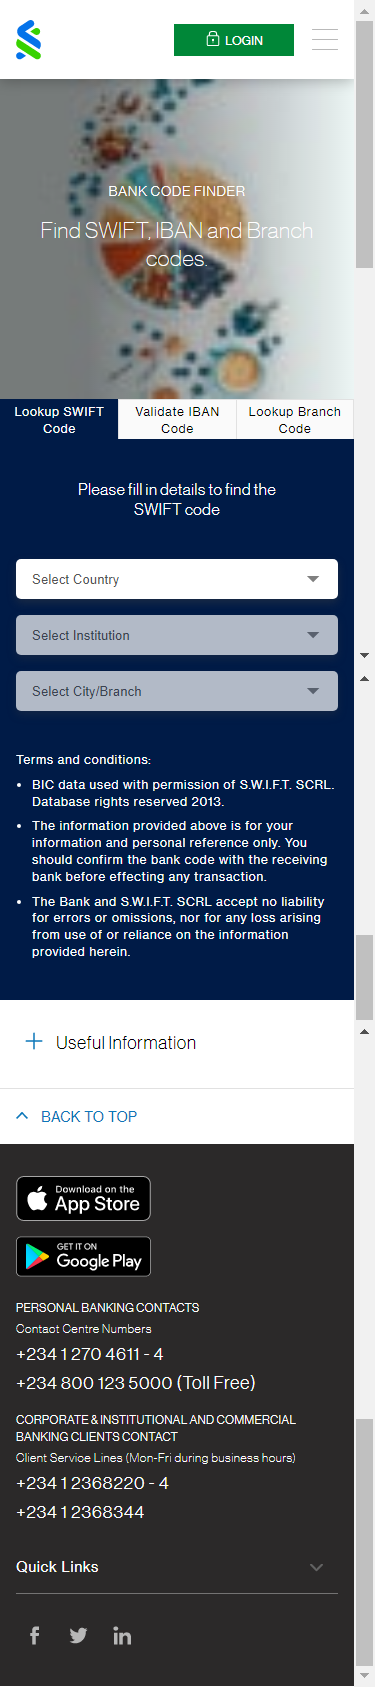 LOGIN
BANK CODE FINDER
Find SWIFT, IBAN and Branch
codes.
Lookup SWIFT
Code
Validate IBAN
Code
Lookup Branch
Code
Please fill in details to find the
SWIFT code
Select Country
Select Institution
Select City/Branch
Terms and conditions:
• BIC data used with permission of S.W.I.F.T. SCRL.
Database rights reserved 2013.
• The information provided above is for your
information and personal reference only. You
should confirm the bank code with the receiving
bank before effecting any transaction.
• The Bank and S.W.I.F.T. SCRL accept no liability
for errors or omissions, nor for any loss arising
from use of or reliance on the information
provided herein.
Useful Information
BACK TO TOP
Download on the
App Store
GET IT ON
Google Play
PERSONAL BANKING CONTACTS
Contact Centre Numbers
+234 1 270 4611 - 4
+234 800 123 5000 (Toll Free)
CORPORATE & INSTITUTIONAL AND COMMERCIAL
BANKING CLIENTS CONTACT
Client Service Lines (Mon-Fri during business hours)
+234 1 2368220 - 4
+234 1 2368344
Quick Links